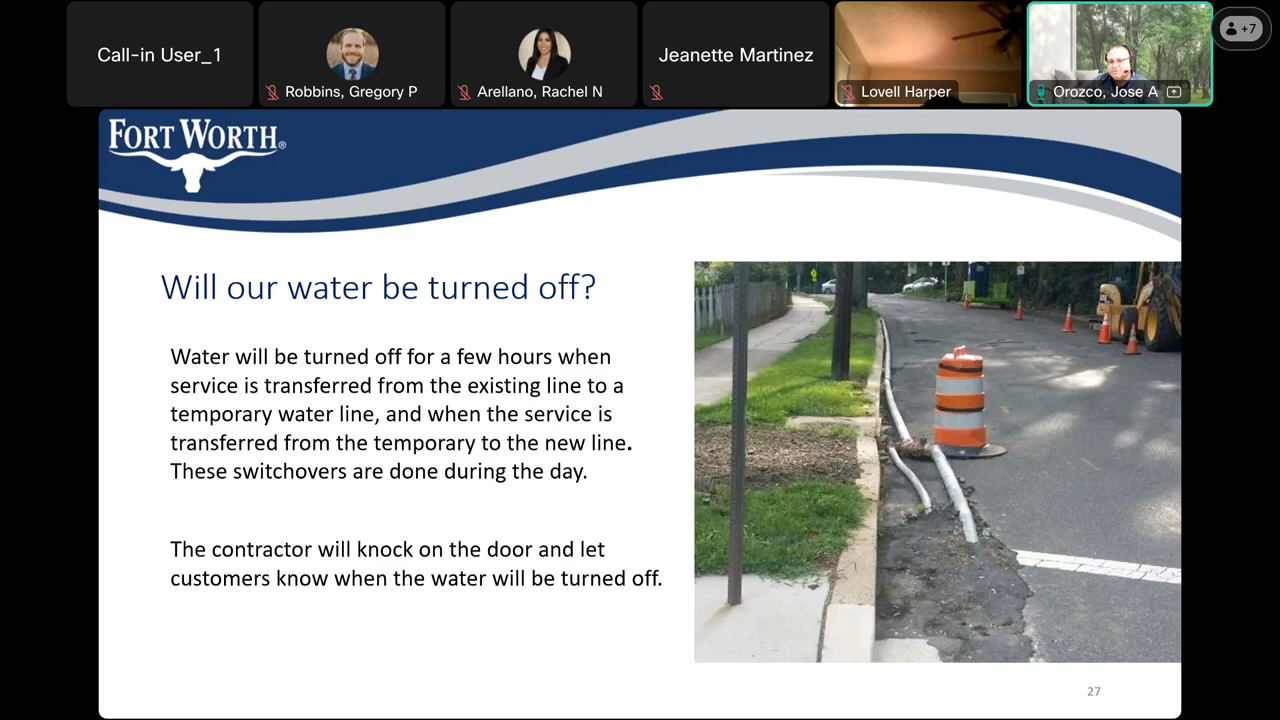 Call-in User_1
Robbins, Gregory P
Arellano, Rachel N
Jeanette Martinez
Lovell Harper
Orozco, Jose A
+7
FORT WORTH®
Will our water be turned off?
Water will be turned off for a few hours when
service is transferred from the existing line to a
temporary water line, and when the service is
transferred from the temporary to the new line.
These switchovers are done during the day.
The contractor will knock on the door and let
customers know when the water will be turned off.
27